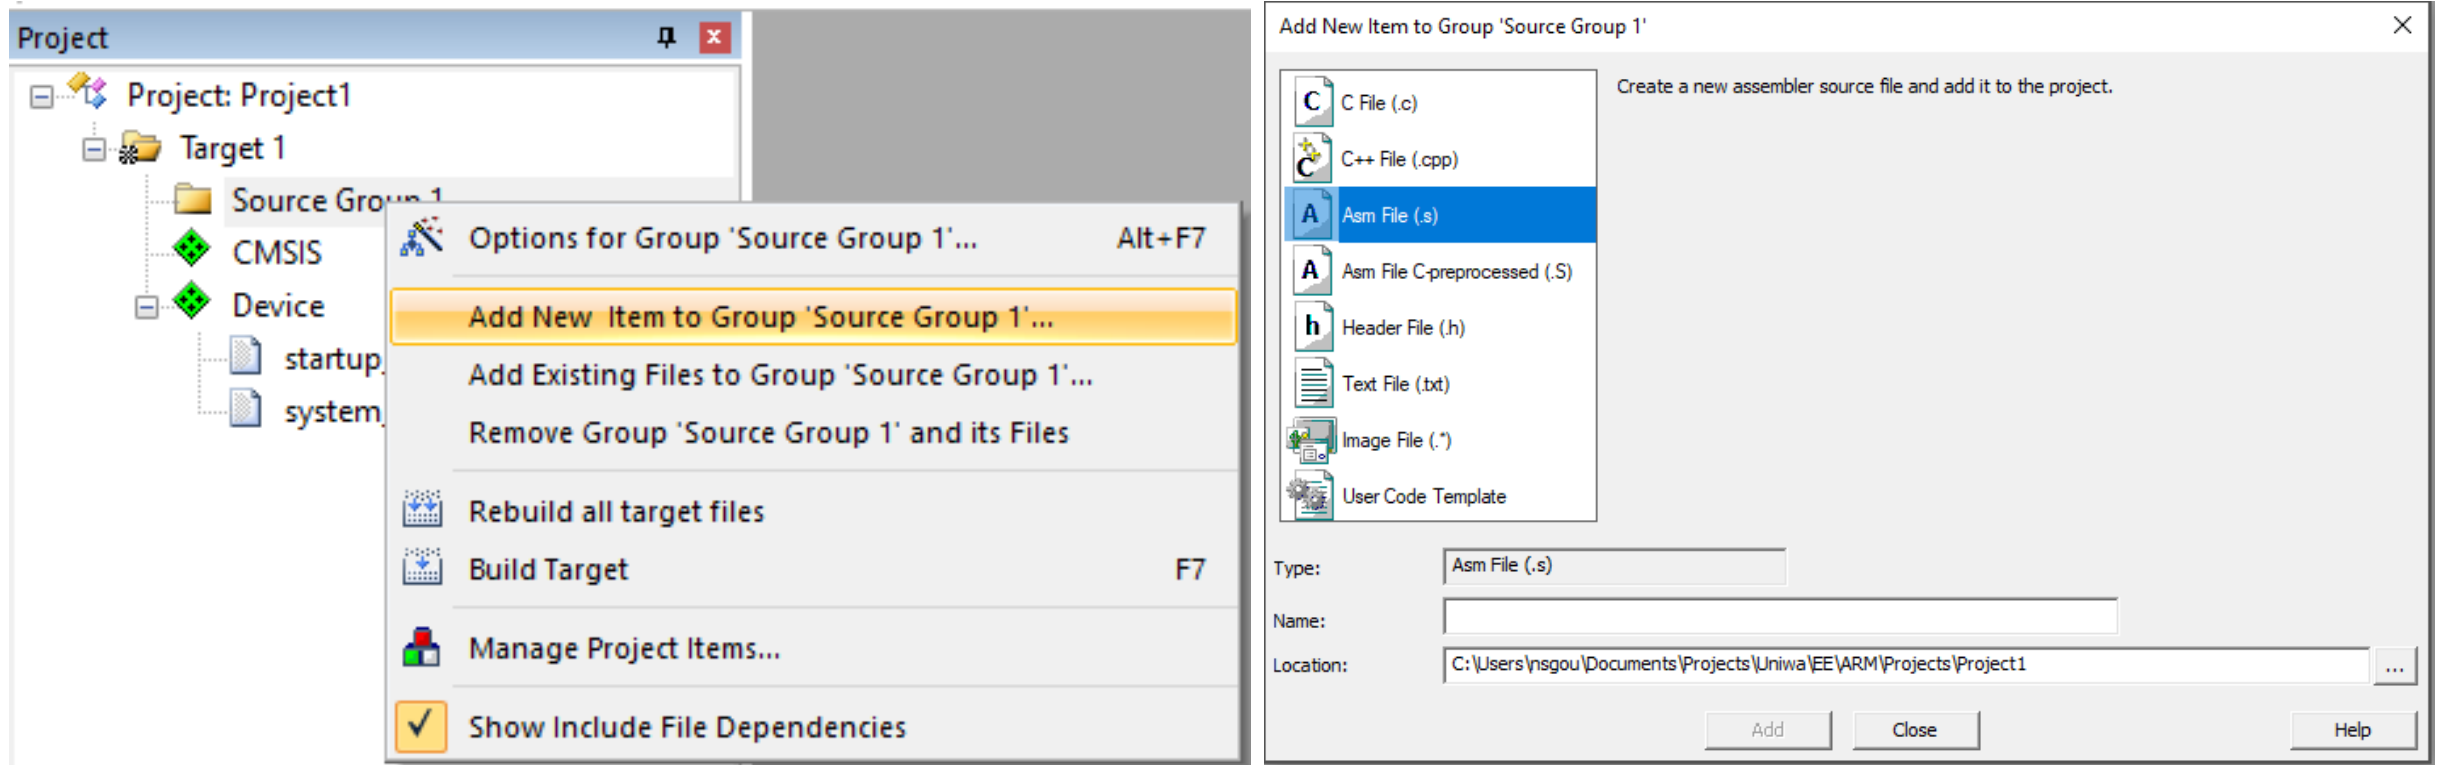 Project
Project: Project1
Target 1
Source Group 1
CMSIS
Device
startup_
system_
Options for Group 'Source Group 1'... Alt+F7
Add New Item to Group 'Source Group 1'...
Add Existing Files to Group 'Source Group 1'...
Remove Group 'Source Group 1' and its Files
Rebuild all target files
Build Target F7
Manage Project Items...
Show Include File Dependencies
Add New Item to Group 'Source Group 1'
C File (.c)
C++ File (.cpp)
Asm File (.s)
Asm File C-preprocessed (.S)
Header File (.h)
Text File (.txt)
Image File (.*)
User Code Template
Create a new assembler source file and add it to the project.
Type: Asm File (.s)
Name:
Location: C:\Users\nsgou\Documents\Projects\Uniwa\EE\ARM\Projects\Project1 ...
Add Close Help